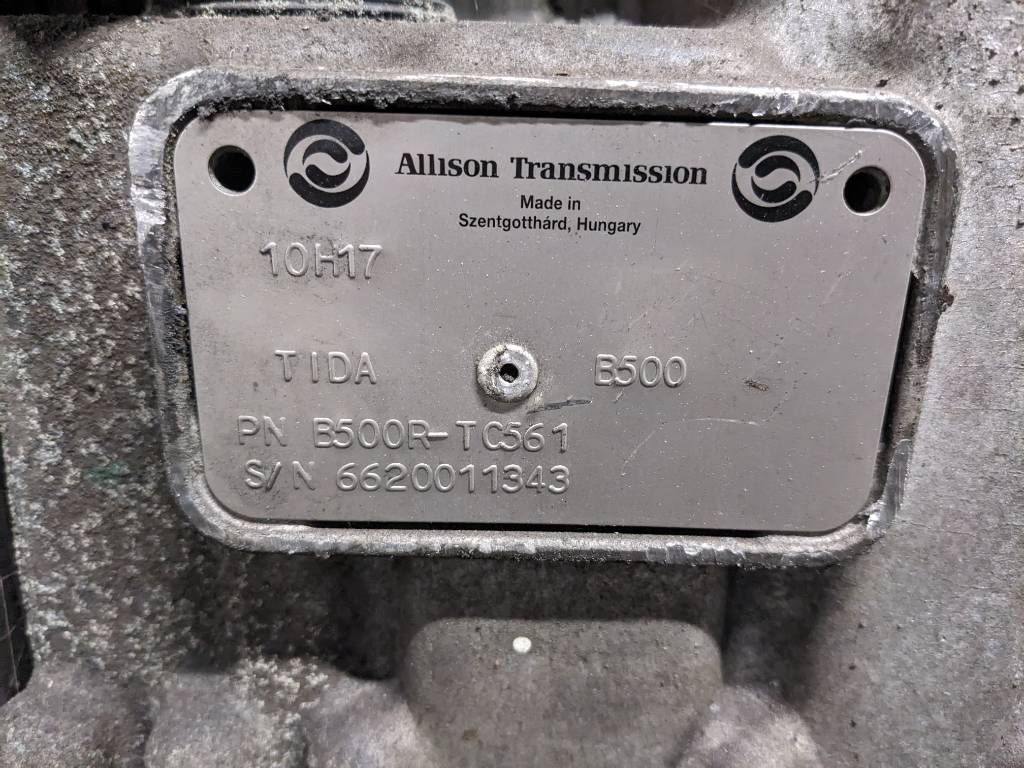 Allison Transmission
Made in
Szentgotthárd, Hungary
10H17
TIDA B500
PN B500R-TC561
S/N 6620011343